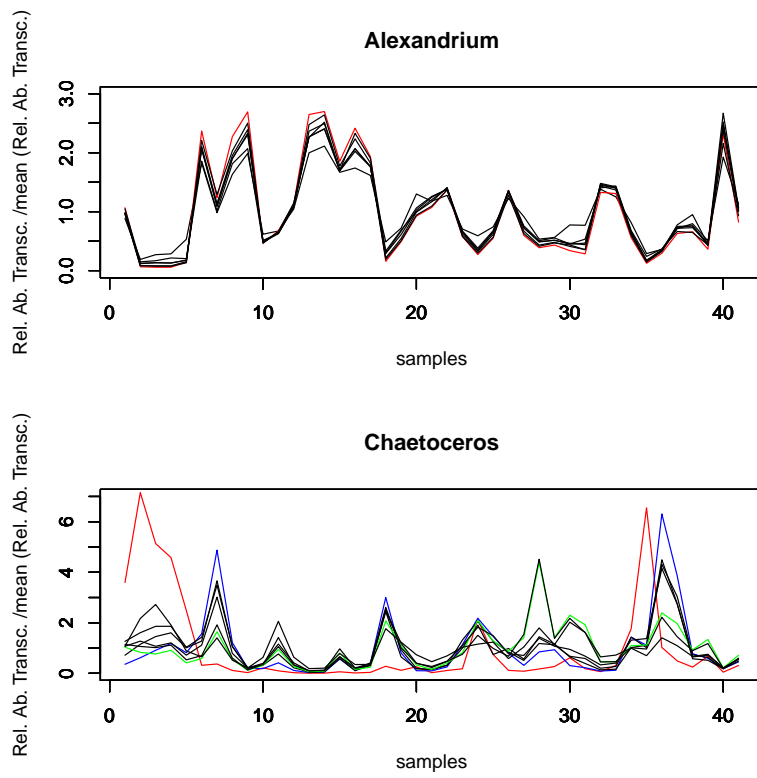 Alexandrium
Rel. Ab. Transc. /mean (Rel. Ab. Transc.)
3.0
2.0
1.0
0.0
0 10 20 30 40
samples
Chaetoceros
Rel. Ab. Transc. /mean (Rel. Ab. Transc.)
6
4
2
0
0 10 20 30 40
samples